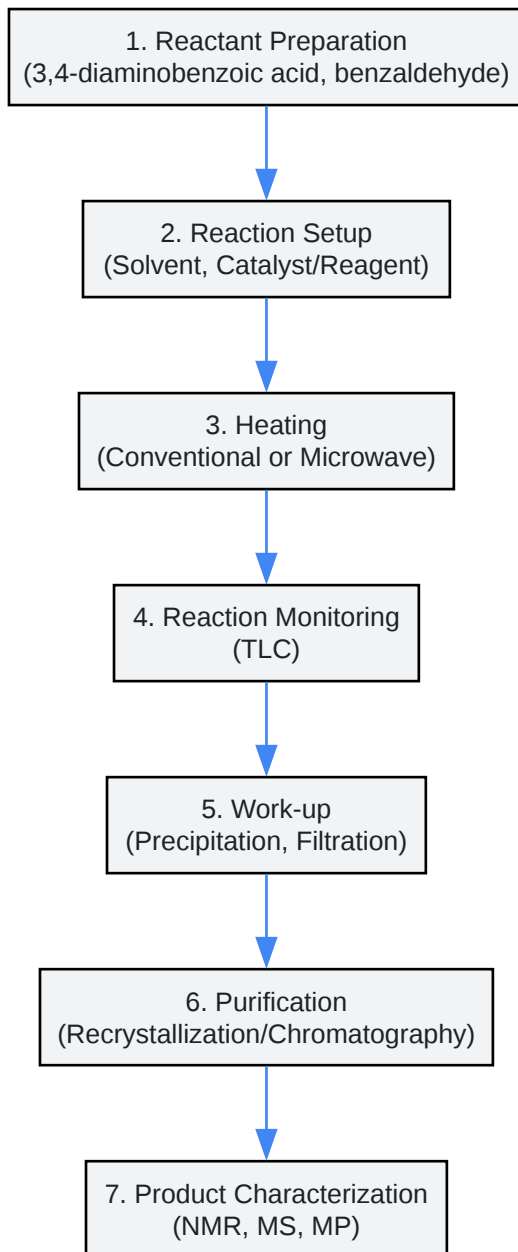 1. Reactant Preparation
(3,4-diaminobenzoic acid, benzaldehyde)
2. Reaction Setup
(Solvent, Catalyst/Reagent)
3. Heating
(Conventional or Microwave)
4. Reaction Monitoring
(TLC)
5. Work-up
(Precipitation, Filtration)
6. Purification
(Recrystallization/Chromatography)
7. Product Characterization
(NMR, MS, MP)